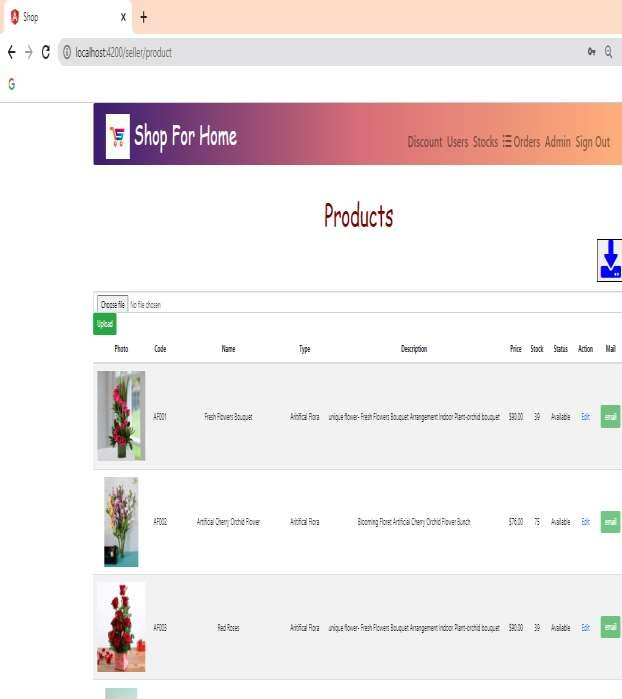 Shop
localhost:4200/seller/product
Shop For Home
Discount Users Stocks Orders Admin Sign Out
Products
Choose file No file chosen
Upload
Photo Code Name Type Description Price Stock Status Action Mail
AF001 Fresh Flowers Bouquet Aritifical Flora unique flower- Fresh Flowers Bouquet Arrangement Indoor Plant-orchid bouquet $90.00 39 Available Edit email
AF002 Artificial Cherry Orchid Flower Aritifical Flora Blooming Floret Artificial Cherry Orchid Flower Bunch $76.00 75 Available Edit email
AF003 Red Roses Aritifical Flora unique flower- Fresh Flowers Bouquet Arrangement Indoor Plant-orchid bouquet $90.00 39 Available Edit email